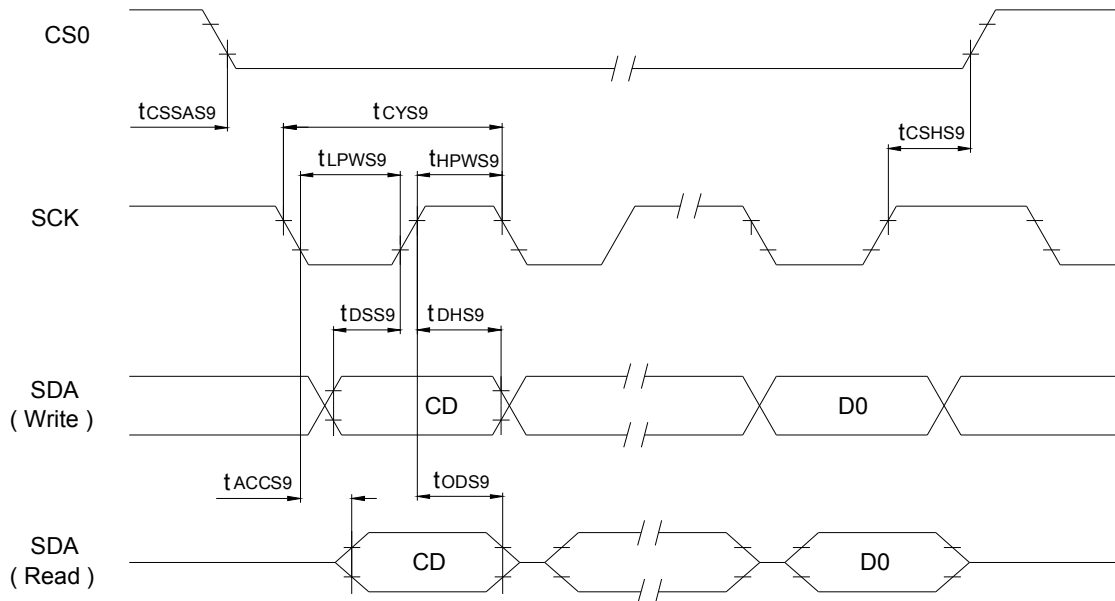 CS0
tCSSAS9
tCYS9
tCSHS9
tLPWS9
tHPWS9
SCK
tDSS9
tDHS9
SDA
( Write )
CD
D0
tACCS9
tODS9
SDA
( Read )
CD
D0